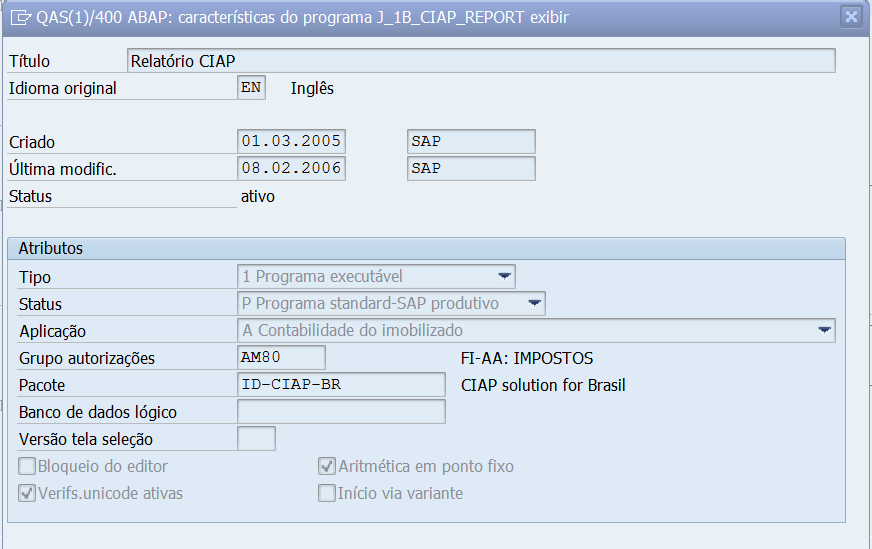 QAS(1)/400 ABAP: características do programa J_1B_CIAP_REPORT exibir
Título Relatório CIAP
Idioma original EN Inglês
Criado 01.03.2005 SAP
Última modific. 08.02.2006 SAP
Status ativo
Atributos
Tipo 1 Programa executável
Status P Programa standard-SAP produtivo
Aplicação A Contabilidade do imobilizado
Grupo autorizações AM80 FI-AA: IMPOSTOS
Pacote ID-CIAP-BR CIAP solution for Brasil
Banco de dados lógico
Versão tela seleção
Bloqueio do editor Aritmética em ponto fixo
Verifs.unicode ativas Início via variante